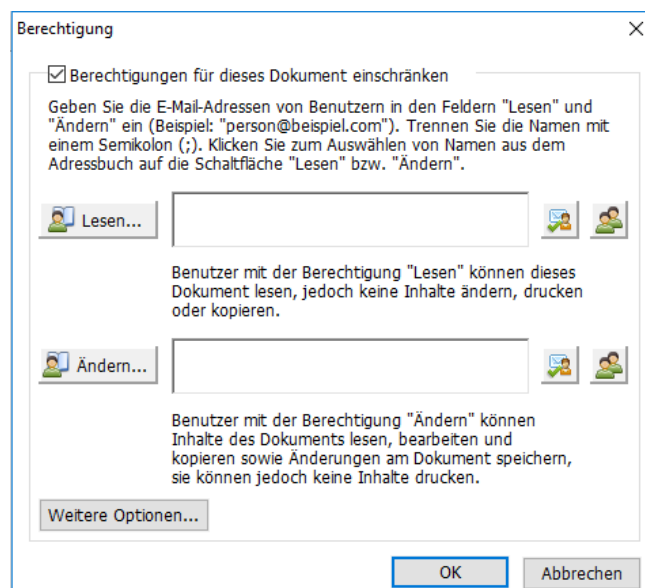 Berechtigung
Berechtigungen für dieses Dokument einschränken
Geben Sie die E-Mail-Adressen von Benutzern in den Feldern "Lesen" und
"Ändern" ein (Beispiel: "person@beispiel.com"). Trennen Sie die Namen mit
einem Semikolon (;). Klicken Sie zum Auswählen von Namen aus dem
Adressbuch auf die Schaltfläche "Lesen" bzw. "Ändern".
Lesen...
Benutzer mit der Berechtigung "Lesen" können dieses
Dokument lesen, jedoch keine Inhalte ändern, drucken
oder kopieren.
Ändern...
Benutzer mit der Berechtigung "Ändern" können
Inhalte des Dokuments lesen, bearbeiten und
kopieren sowie Änderungen am Dokument speichern,
sie können jedoch keine Inhalte drucken.
Weitere Optionen...
OK
Abbrechen